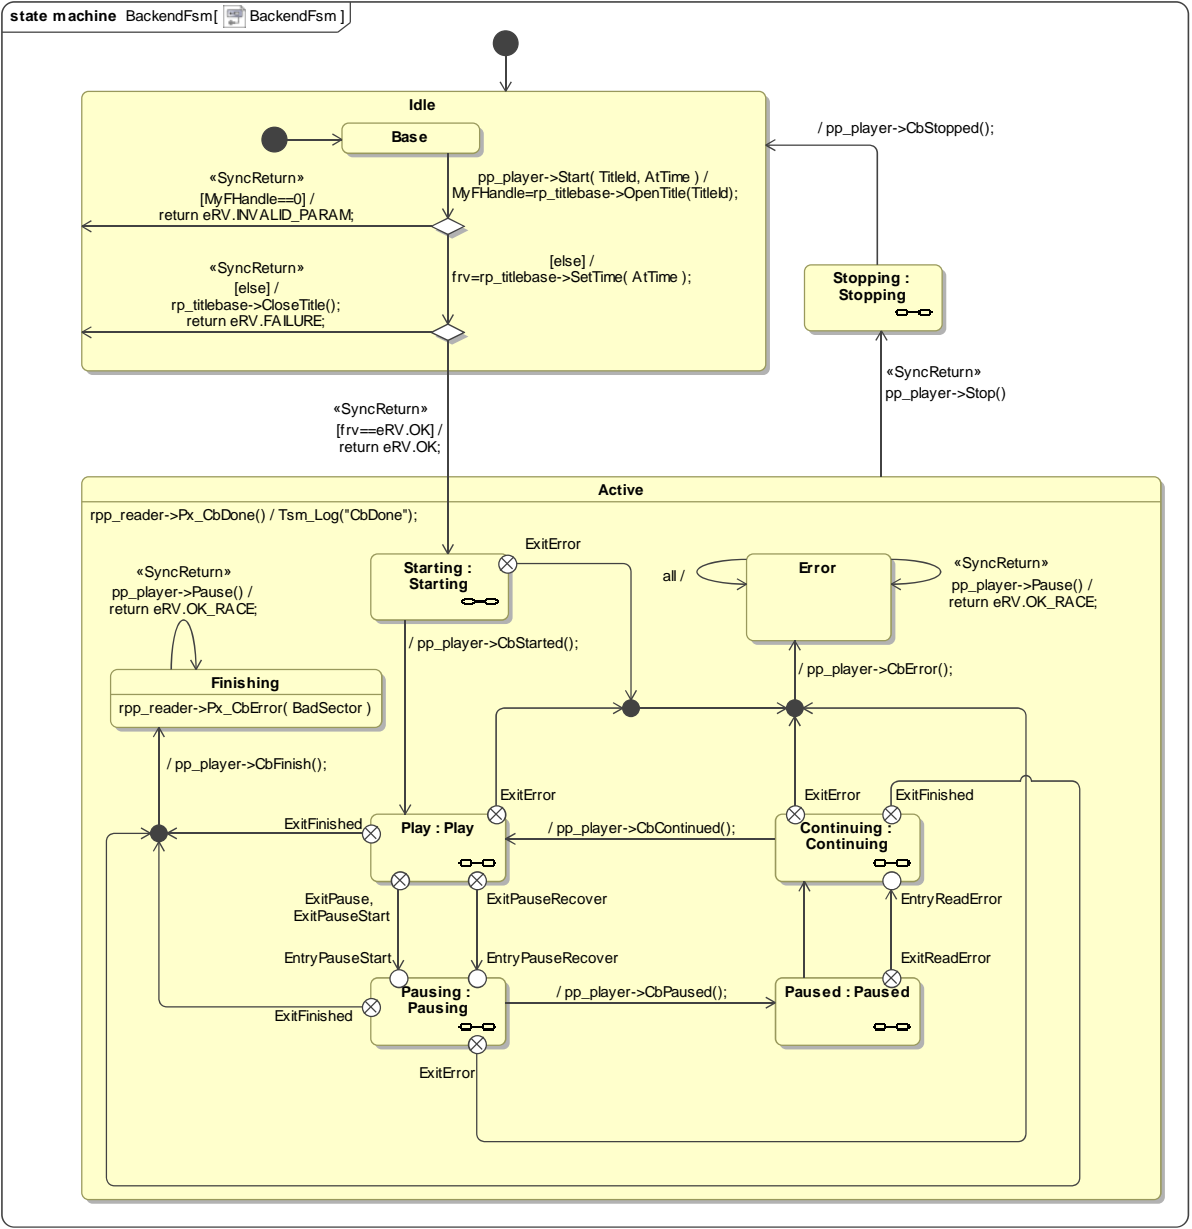 state machine BackendFsm[ BackendFsm ]
Idle
Base
/ pp_player->CbStopped();
«SyncReturn»
[MyFHandle==0] /
return eRV.INVALID_PARAM;
pp_player->Start( TitleId, AtTime ) /
MyFHandle=rp_titlebase->OpenTitle(TitleId);
«SyncReturn»
[else] /
rp_titlebase->CloseTitle();
return eRV.FAILURE;
[else] /
frv=rp_titlebase->SetTime( AtTime );
Stopping :
Stopping
«SyncReturn»
pp_player->Stop()
«SyncReturn»
[frv==eRV.OK] /
return eRV.OK;
Active
rpp_reader->Px_CbDone() / Tsm_Log("CbDone");
ExitError
Starting :
Starting
«SyncReturn»
pp_player->Pause() /
return eRV.OK_RACE;
all /
Error
«SyncReturn»
pp_player->Pause() /
return eRV.OK_RACE;
/ pp_player->CbStarted();
/ pp_player->CbError();
Finishing
rpp_reader->Px_CbError( BadSector )
/ pp_player->CbFinish();
ExitError
ExitError
ExitFinished
ExitFinished
Play : Play
/ pp_player->CbContinued();
Continuing :
Continuing
ExitPause,
ExitPauseStart
ExitPauseRecover
EntryReadError
EntryPauseStart
EntryPauseRecover
ExitReadError
Pausing :
Pausing
/ pp_player->CbPaused();
Paused : Paused
ExitFinished
ExitError